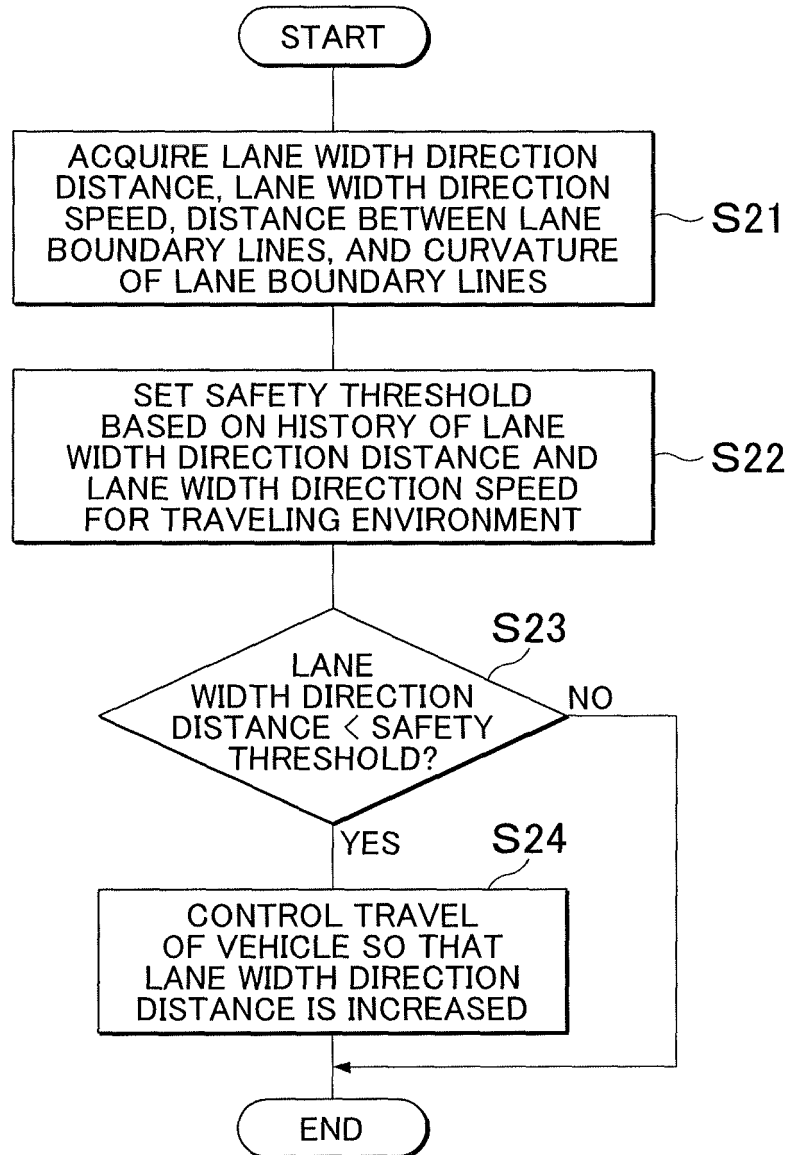 START
ACQUIRE LANE WIDTH DIRECTION
DISTANCE, LANE WIDTH DIRECTION
SPEED, DISTANCE BETWEEN LANE
BOUNDARY LINES, AND CURVATURE
OF LANE BOUNDARY LINES
S21
SET SAFETY THRESHOLD
BASED ON HISTORY OF LANE
WIDTH DIRECTION DISTANCE AND
LANE WIDTH DIRECTION SPEED
FOR TRAVELING ENVIRONMENT
S22
S23
LANE
WIDTH DIRECTION
DISTANCE < SAFETY
THRESHOLD?
NO
YES
S24
CONTROL TRAVEL
OF VEHICLE SO THAT
LANE WIDTH DIRECTION
DISTANCE IS INCREASED
END